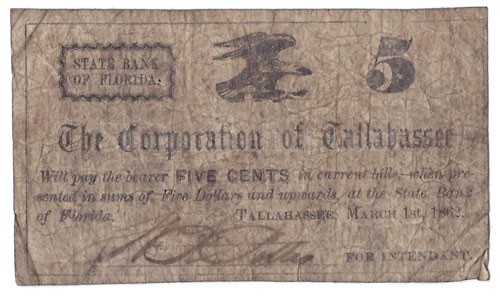 STATE BANK
OF FLORIDA.
5
The Corporation of Tallahassee
Will pay the bearer FIVE CENTS in current bills, when pre-
sented in sums of Five Dollars and upwards, at the State Bank
of Florida. TALLAHASSEE, MARCH 1st, 1862.
FOR INTENDANT.